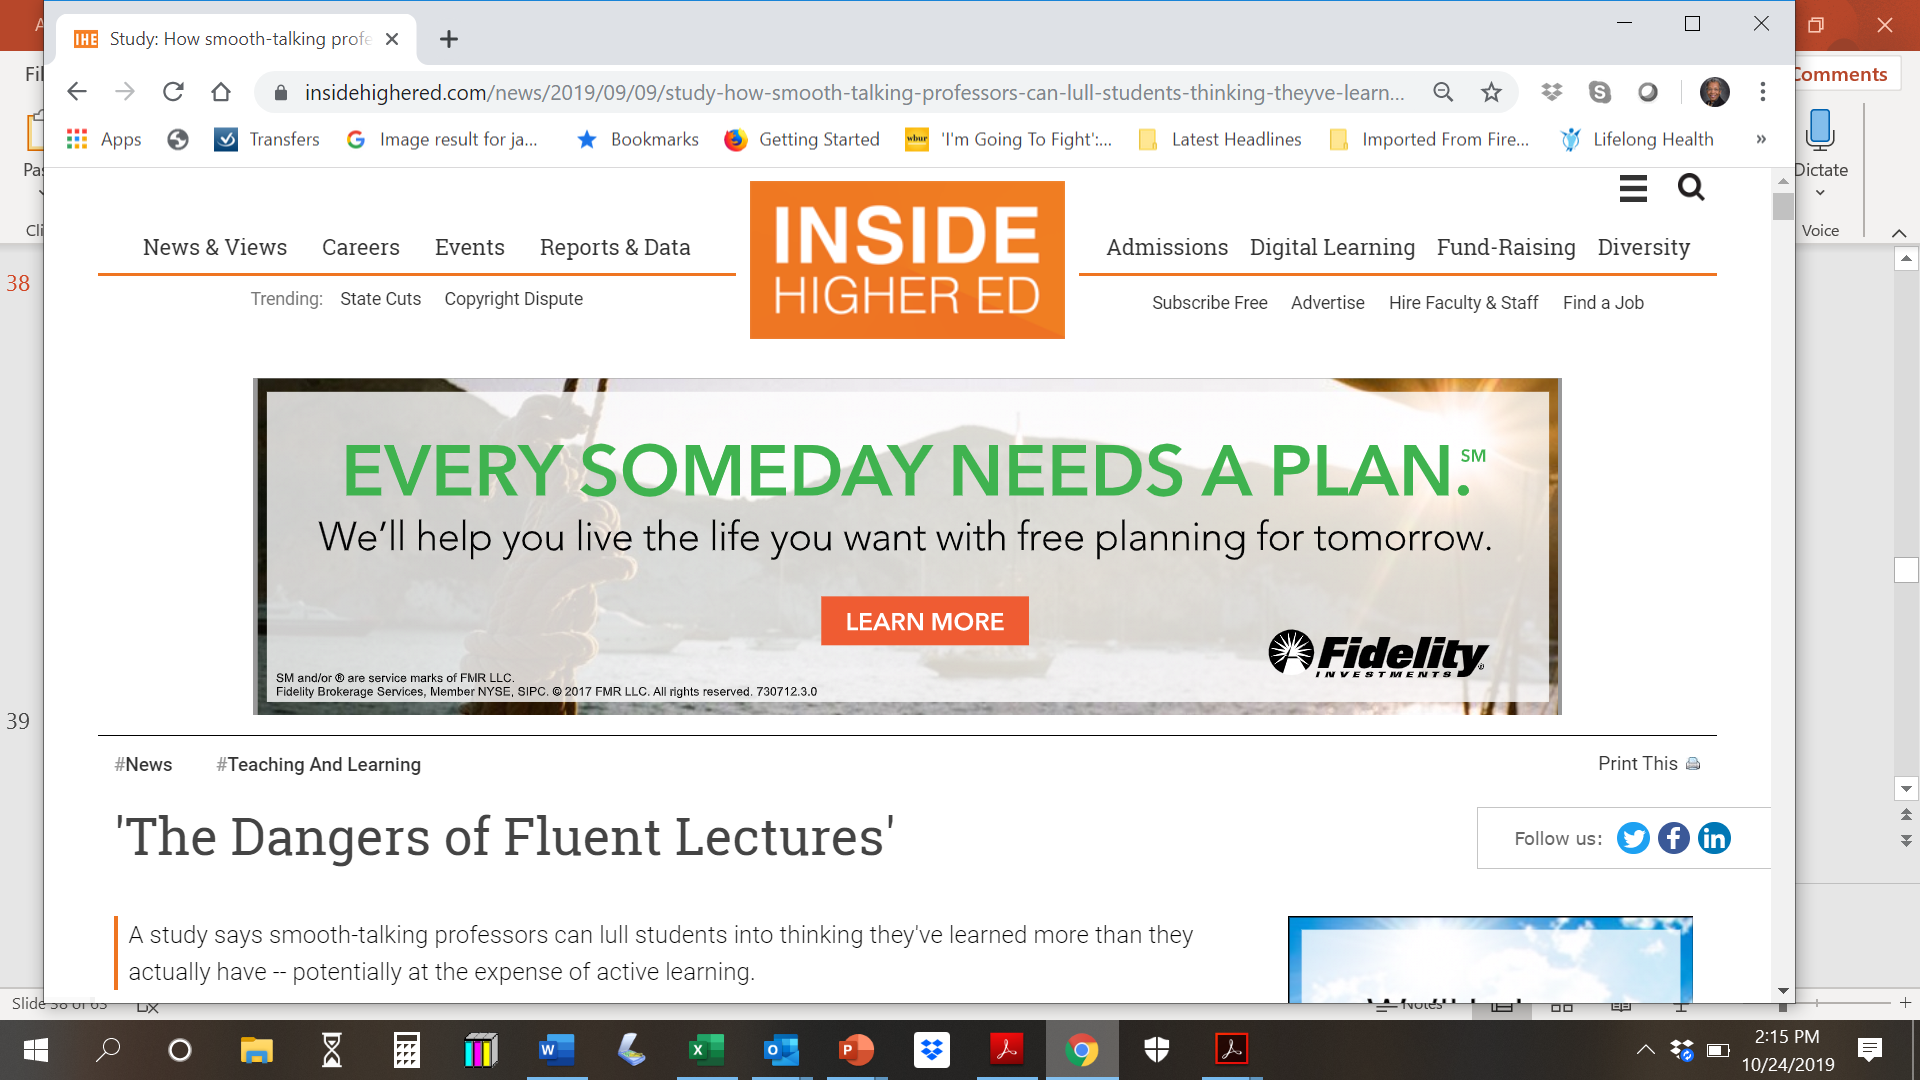 Study: How smooth-talking profe
insidehighered.com/news/2019/09/09/study-how-smooth-talking-professors-can-lull-students-thinking-theyve-learn...
Comments
Apps
Transfers
Image result for ja...
Bookmarks
Getting Started
'I'm Going To Fight':...
Latest Headlines
Imported From Fire...
Lifelong Health
»
Dictate
Voice
News & Views Careers Events Reports & Data
INSIDE
HIGHER ED
Admissions Digital Learning Fund-Raising Diversity
Trending: State Cuts Copyright Dispute
Subscribe Free Advertise Hire Faculty & Staff Find a Job
38
EVERY SOMEDAY NEEDS A PLAN. SM
We'll help you live the life you want with free planning for tomorrow.
LEARN MORE
Fidelity
INVESTMENTS
SM and/or ® are service marks of FMR LLC.
Fidelity Brokerage Services, Member NYSE, SIPC. © 2017 FMR LLC. All rights reserved. 730712.3.0
39
#News #Teaching And Learning
Print This
'The Dangers of Fluent Lectures'
Follow us:
A study says smooth-talking professors can lull students into thinking they've learned more than they
actually have -- potentially at the expense of active learning.
2:15 PM
10/24/2019